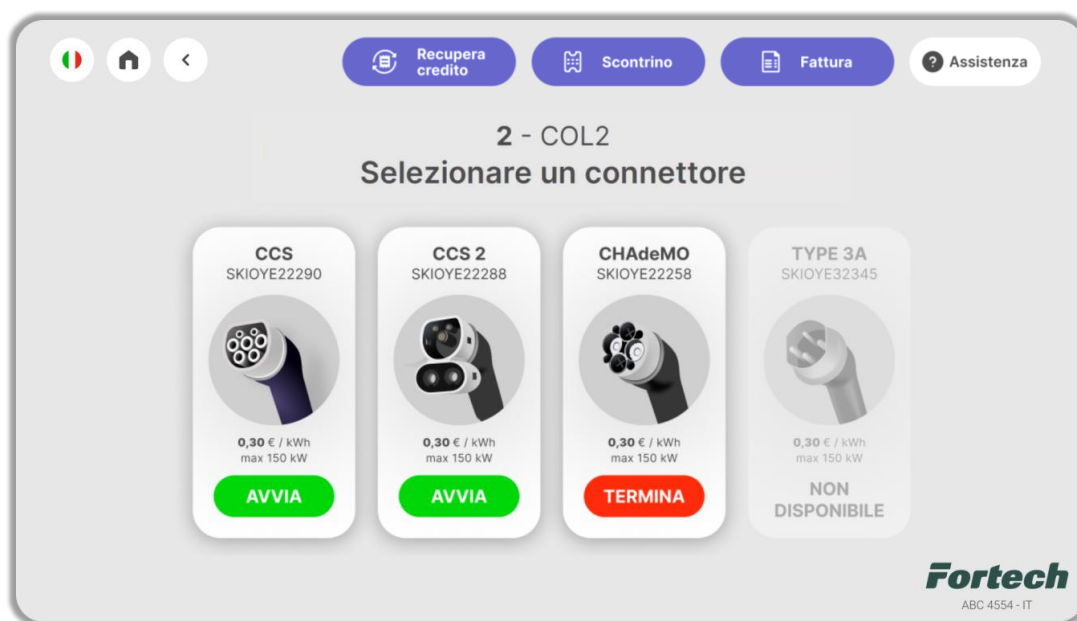 Recupera
credito
Scontrino
Fattura
? Assistenza
2 - COL2
Selezionare un connettore
CCS
SKIOYE22290
0,30 € / kWh
max 150 kW
AVVIA
CCS 2
SKIOYE22288
0,30 € / kWh
max 150 kW
AVVIA
CHAdeMO
SKIOYE22258
0,30 € / kWh
max 150 kW
TERMINA
TYPE 3A
SKIOYE32345
0,30 € / kWh
max 150 kW
NON
DISPONIBILE
Fortech
ABC 4554 - IT